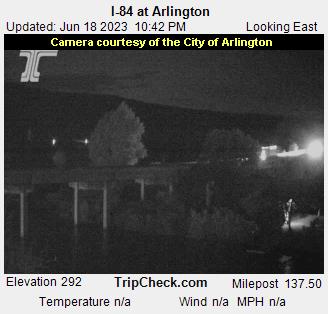 I-84 at Arlington
Updated: Jun 18 2023 10:42 PM Looking East
Camera courtesy of the City of Arlington
Elevation 292 TripCheck.com Milepost 137.50
Temperature n/a Wind n/a MPH n/a